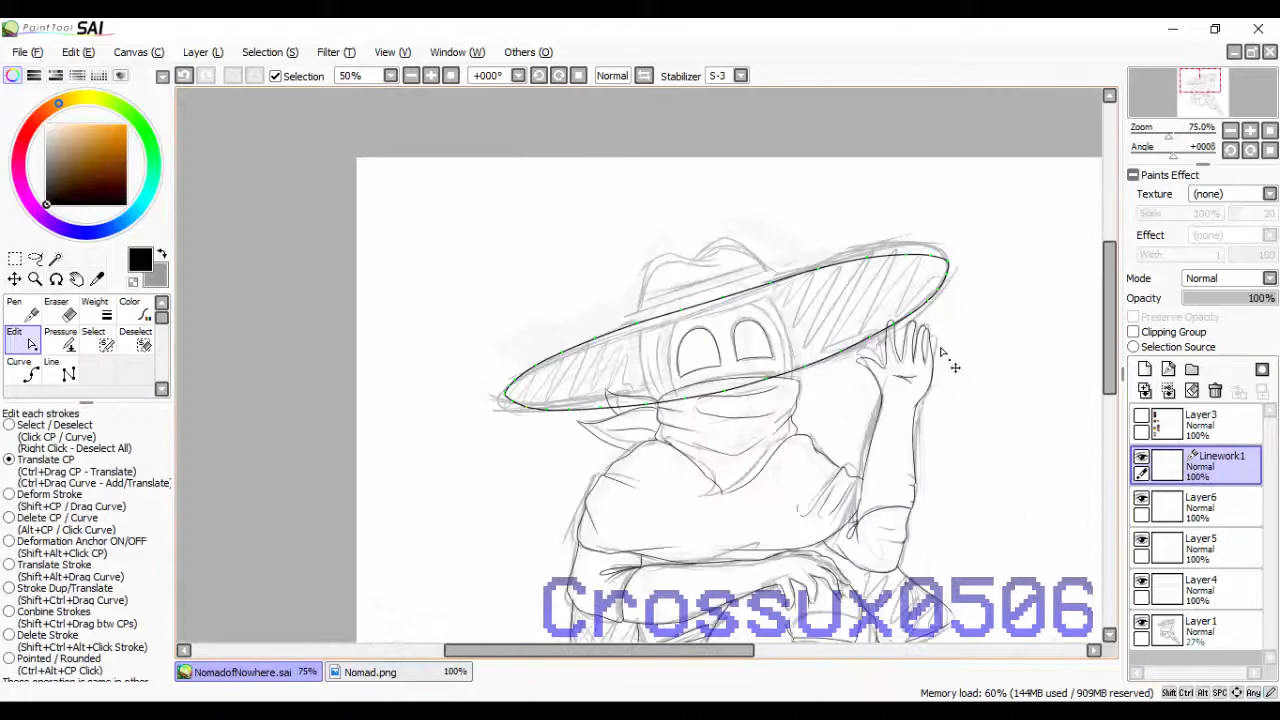 PaintTool SAI
File (F) Edit (E) Canvas (C) Layer (L) Selection (S) Filter (T) View (V) Window (W) Others (O)
Selection 50% +000° Normal Stabilizer S-3
Zoom 75.0%
Angle +000B
Paints Effect
Texture (none)
Scale 100% 20
Effect (none)
Width 1 100
Mode Normal
Opacity 100%
Preserve Opacity
Clipping Group
Selection Source
Pen Eraser Weight Color
Edit Pressure Select Deselect
Curve Line
Edit each strokes
Select / Deselect
(Click CP / Curve)
(Right Click - Deselect All)
Translate CP
(Ctrl+Drag CP - Translate)
(Ctrl+Drag Curve - Add/Translate)
Deform Stroke
(Shift+CP / Drag Curve)
Delete CP / Curve
(Alt+CP / Click Curve)
Deformation Anchor ON/OFF
(Shift+Alt+Click CP)
Translate Stroke
(Shift+Alt+Drag Curve)
Stroke Dup/Translate
(Shift+Ctrl+Drag Curve)
Combine Strokes
(Shift+Ctrl+Drag btw CPs)
Delete Stroke
(Shift+Ctrl+Alt+Click Stroke)
Pointed / Rounded
(Ctrl+Alt+CP Click)
Layer3
Normal
100%
Linework1
Normal
100%
Layer6
Normal
100%
Layer5
Normal
100%
Layer4
Normal
100%
Layer1
Normal
27%
CrossUx0506
NomadofNowhere.sai 75% Nomad.png 100%
Memory load: 60% (144MB used / 909MB reserved) Shift Ctrl Alt SPC Any